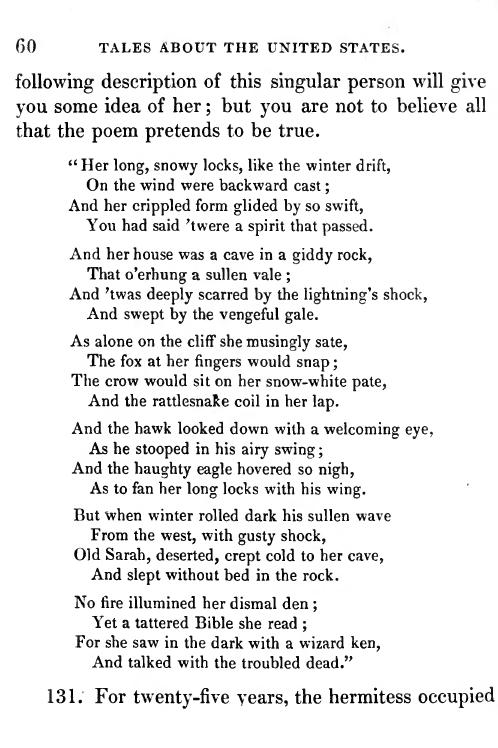 60 TALES ABOUT THE UNITED STATES.
following description of this singular person will give
you some idea of her; but you are not to believe all
that the poem pretends to be true.
“Her long, snowy locks, like the winter drift,
On the wind were backward cast;
And her crippled form glided by so swift,
You had said ’twere a spirit that passed.
And her house was a cave in a giddy rock,
That o’erhung a sullen vale;
And ’twas deeply scarred by the lightning’s shock,
And swept by the vengeful gale.
As alone on the cliff she musingly sate,
The fox at her fingers would snap;
The crow would sit on her snow-white pate,
And the rattlesnake coil in her lap.
And the hawk looked down with a welcoming eye,
As he stooped in his airy swing;
And the haughty eagle hovered so nigh,
As to fan her long locks with his wing.
But when winter rolled dark his sullen wave
From the west, with gusty shock,
Old Sarah, deserted, crept cold to her cave,
And slept without bed in the rock.
No fire illumined her dismal den;
Yet a tattered Bible she read;
For she saw in the dark with a wizard ken,
And talked with the troubled dead.”
131. For twenty-five years, the hermitess occupied